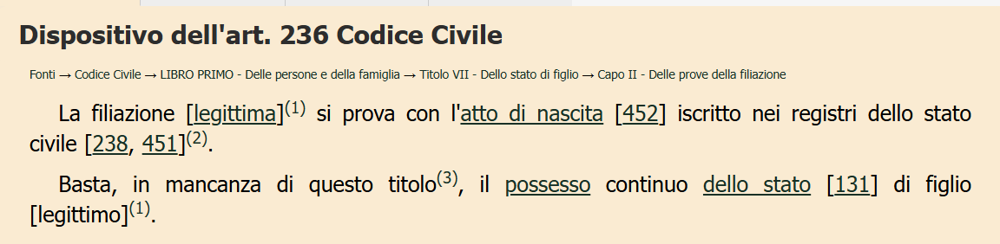 Dispositivo dell'art. 236 Codice Civile
Fonti → Codice Civile → LIBRO PRIMO - Delle persone e della famiglia → Titolo VII - Dello stato di figlio → Capo II - Delle prove della filiazione
La filiazione [legittima](1) si prova con l'atto di nascita [452] iscritto nei registri dello stato
civile [238, 451](2).
Basta, in mancanza di questo titolo(3), il possesso continuo dello stato [131] di figlio
[legittimo](1).